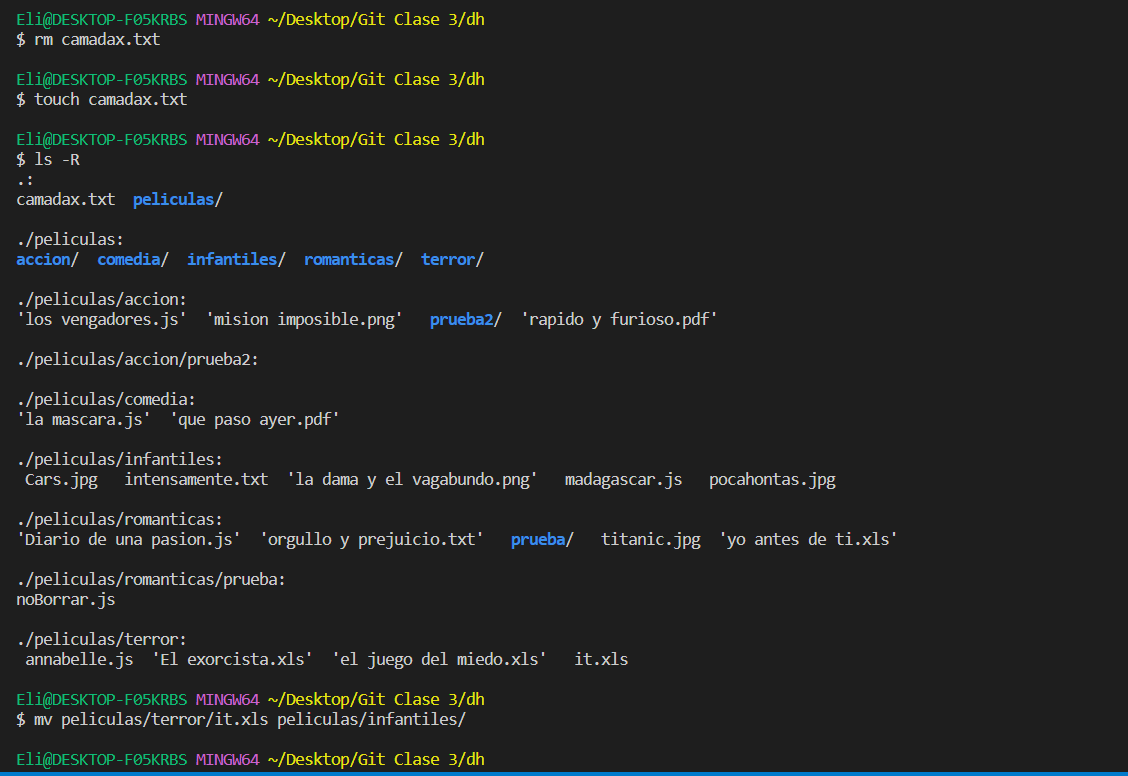 Eli@DESKTOP-F05KRBS MINGW64 ~/Desktop/Git Clase 3/dh
$ rm camadax.txt
Eli@DESKTOP-F05KRBS MINGW64 ~/Desktop/Git Clase 3/dh
$ touch camadax.txt
Eli@DESKTOP-F05KRBS MINGW64 ~/Desktop/Git Clase 3/dh
$ ls -R
.:
camadax.txt  peliculas/
./peliculas:
accion/  comedia/  infantiles/  romanticas/  terror/
./peliculas/accion:
'los vengadores.js'  'mision imposible.png'   prueba2/  'rapido y furioso.pdf'
./peliculas/accion/prueba2:
./peliculas/comedia:
'la mascara.js'  'que paso ayer.pdf'
./peliculas/infantiles:
Cars.jpg   intensamente.txt  'la dama y el vagabundo.png'   madagascar.js   pocahontas.jpg
./peliculas/romanticas:
'Diario de una pasion.js'  'orgullo y prejuicio.txt'   prueba/   titanic.jpg  'yo antes de ti.xls'
./peliculas/romanticas/prueba:
noBorrar.js
./peliculas/terror:
annabelle.js  'El exorcista.xls'  'el juego del miedo.xls'   it.xls
Eli@DESKTOP-F05KRBS MINGW64 ~/Desktop/Git Clase 3/dh
$ mv peliculas/terror/it.xls peliculas/infantiles/
Eli@DESKTOP-F05KRBS MINGW64 ~/Desktop/Git Clase 3/dh